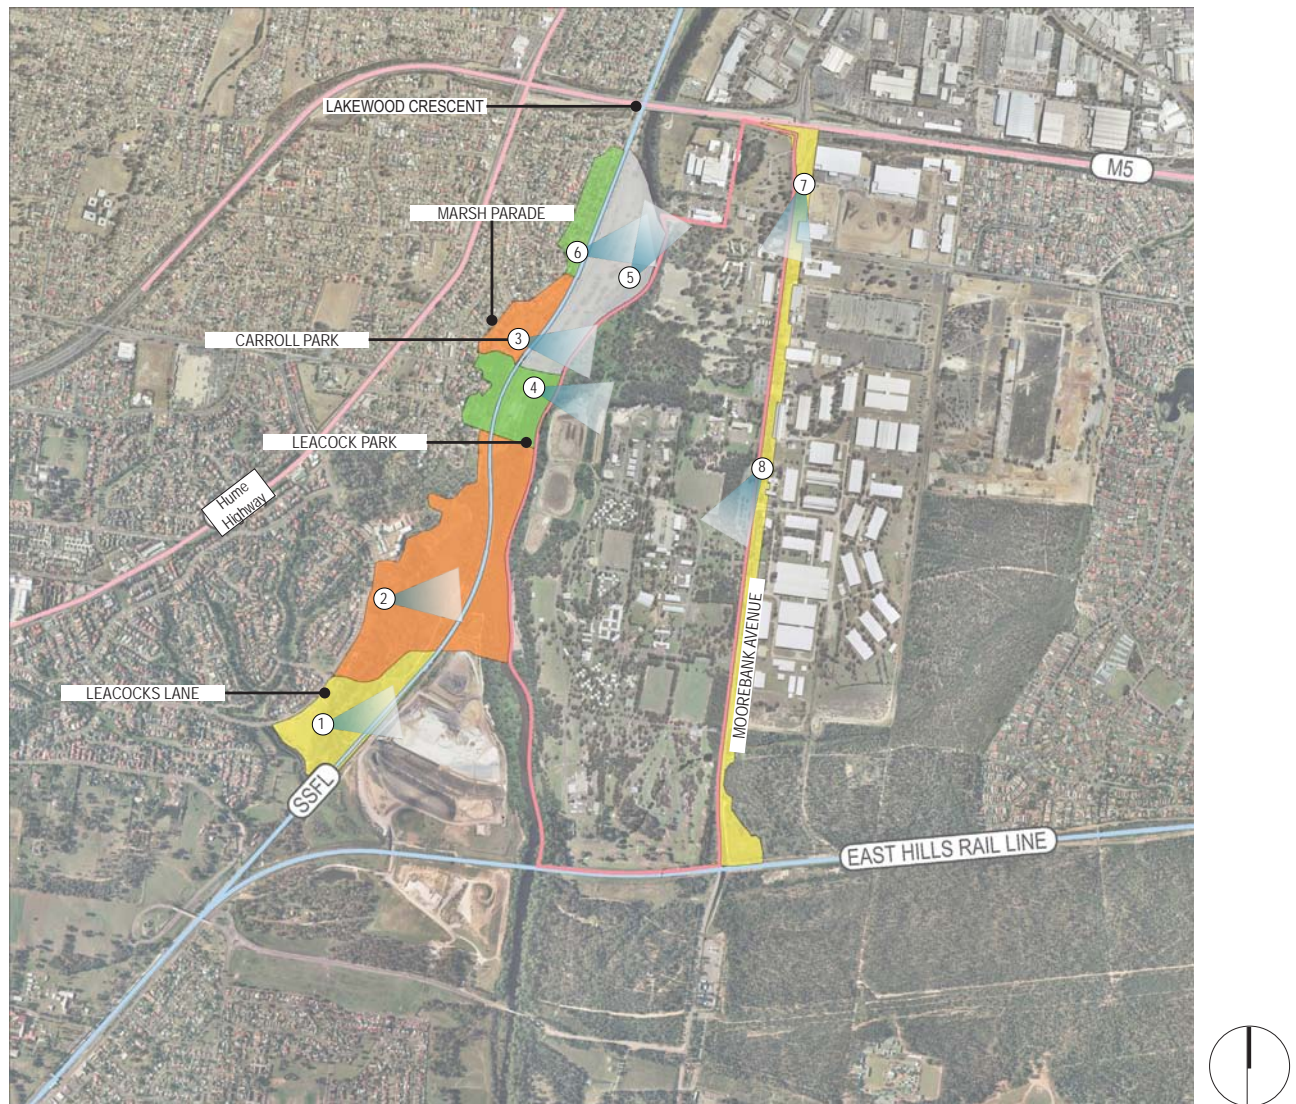 LAKEWOOD CRESCENT
M5
7
MARSH PARADE
6
5
CARROLL PARK
3
4
LEACOCK PARK
8
Hume
Highway
2
MOOREBANK AVENUE
LEACOCKS LANE
1
SSFL
EAST HILLS RAIL LINE